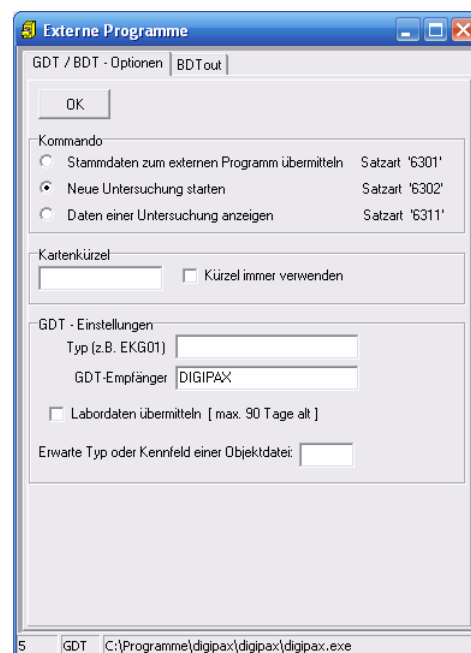 Externe Programme
GDT / BDT - Optionen BDTout
OK
Kommando
Stammdaten zum externen Programm übermitteln Satzart '6301'
Neue Untersuchung starten Satzart '6302'
Daten einer Untersuchung anzeigen Satzart '6311'
Kartenkürzel
Kürzel immer verwenden
GDT - Einstellungen
Typ (z.B. EKG01)
GDT-Empfänger DIGIPAX
Labordaten übermitteln [ max. 90 Tage alt ]
Erwarte Typ oder Kennfeld einer Objektdatei:
5 GDT C:\Programme\digipax\digipax\digipax.exe